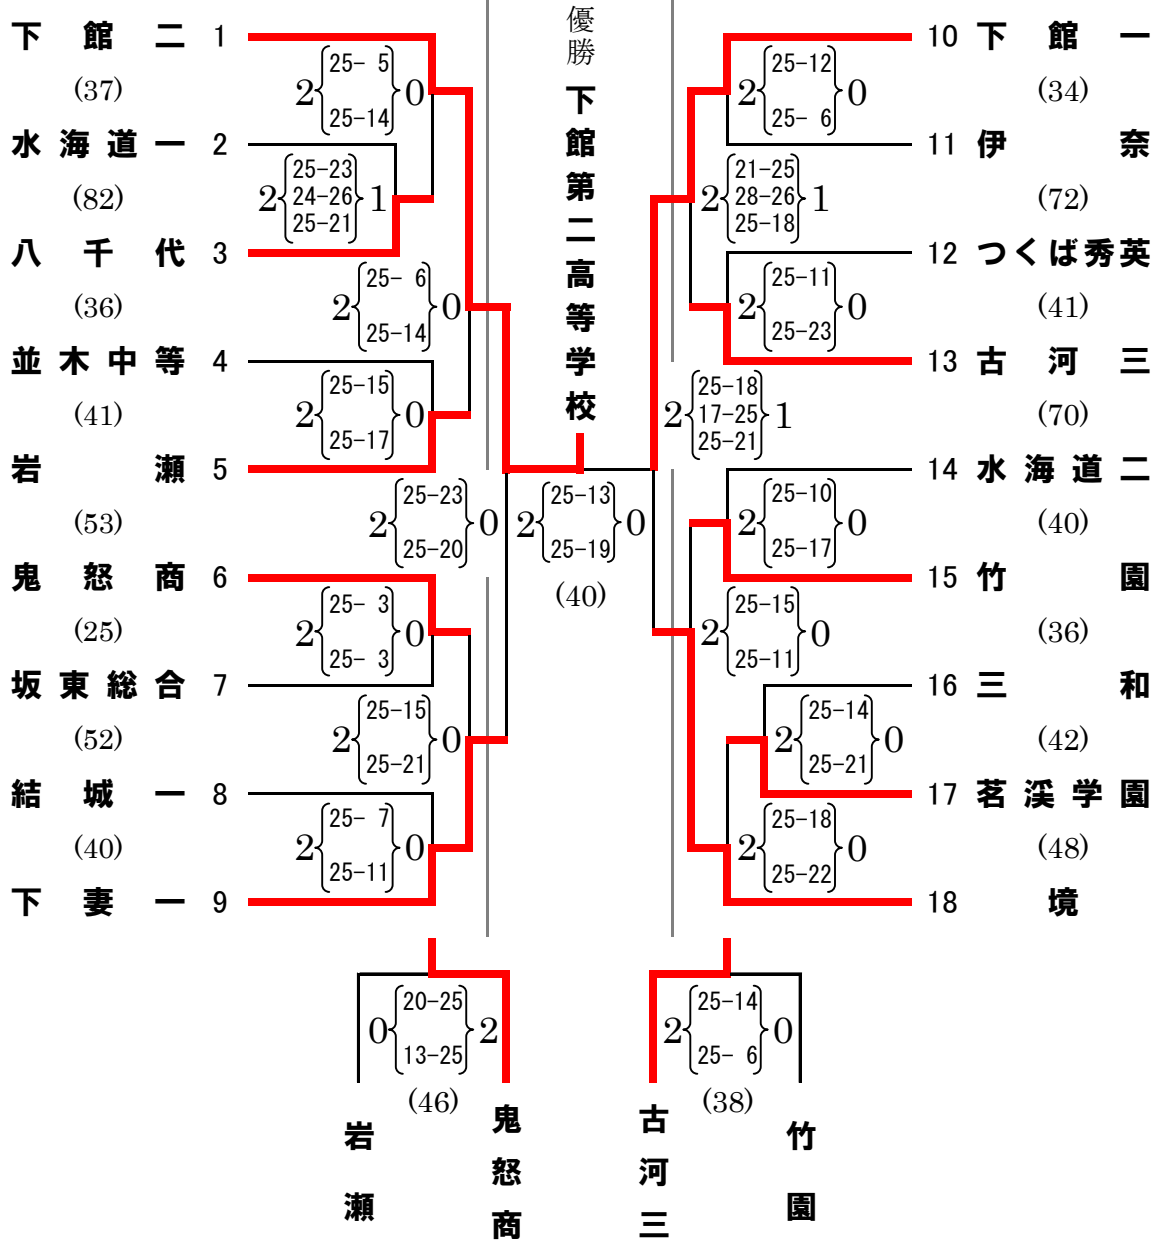 優勝
下館第二高等学校
下館二 1
(37)
水海道一 2
(82)
八千代 3
(36)
並木中等 4
(41)
岩瀬 5
(53)
鬼怒商 6
(25)
坂東総合 7
(52)
結城一 8
(40)
下妻一 9
2 25- 5 0
25-14
2 25-23 1
24-26
25-21
2 25- 6 0
25-14
2 25-15 0
25-17
2 25-23 0
25-20
2 25- 3 0
25- 3
2 25-15 0
25-21
2 25- 7 0
25-11
2 25-13 0
25-19
(40)
10 下館一
(34)
11 伊奈
(72)
12 つくば秀英
(41)
13 古河三
(70)
14 水海道二
(40)
15 竹園
(36)
16 三和
(42)
17 茗渓学園
(48)
18 境
2 25-12 0
25- 6
2 21-25 1
28-26
25-18
2 25-11 0
25-23
2 25-18 1
17-25
25-21
2 25-10 0
25-17
2 25-15 0
25-11
2 25-14 0
25-21
2 25-18 0
25-22
0 20-25 2
13-25
(46)
岩瀬
鬼怒商
2 25-14 0
25- 6
(38)
古河三
竹園